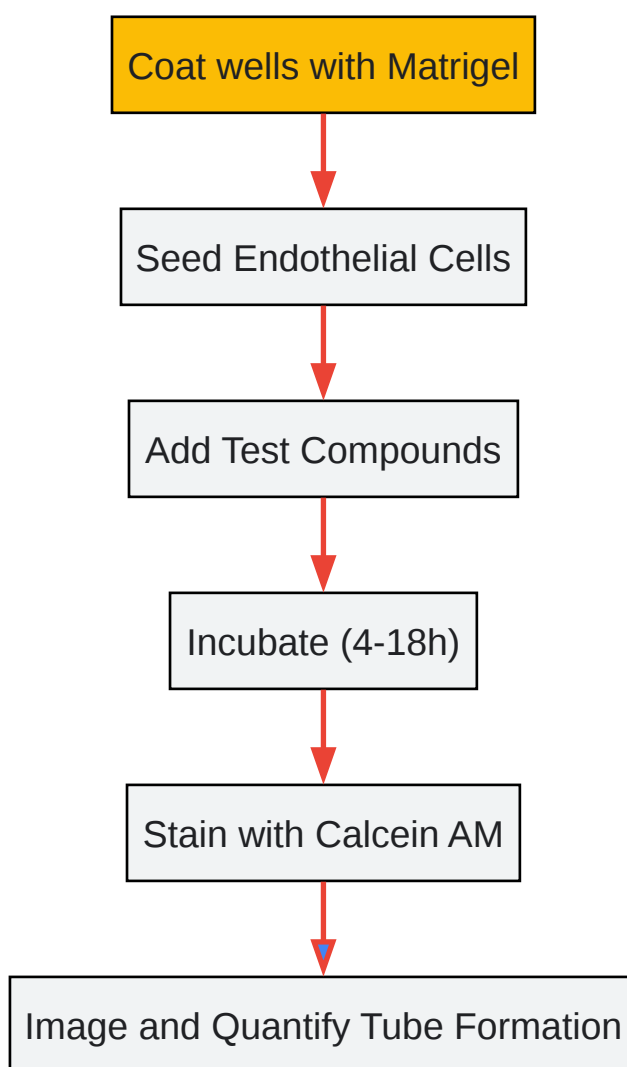 Coat wells with Matrigel
Seed Endothelial Cells
Add Test Compounds
Incubate (4-18h)
Stain with Calcein AM
Image and Quantify Tube Formation